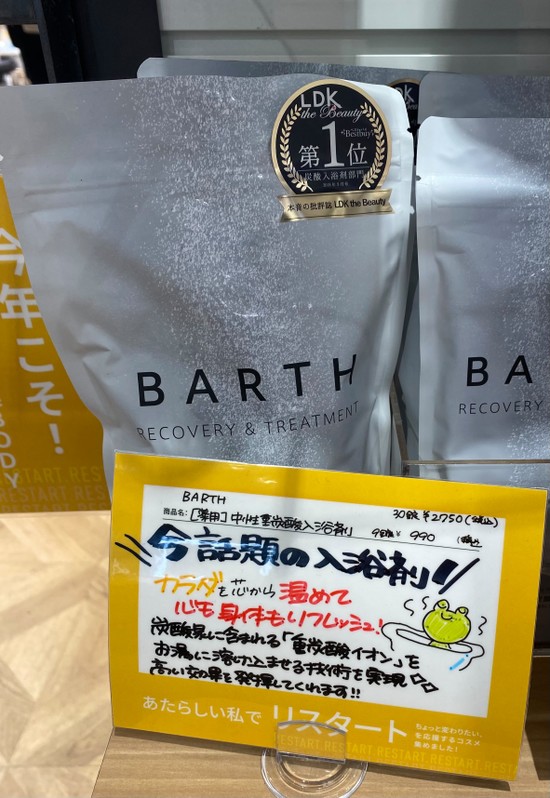 LDK
the Beauty
Bestbuy
第1位
炭酸入浴剤部門
本音の批評誌 LDK the Beauty
BARTH
RECOVERY & TREATMENT
LDK
BA
RECOVERY
今年こそ!
BODY
RESTART.RES
RESTART.REST
BARTH
商品名:[薬用]中性重炭酸入浴剤
30錠 ¥2750(税込)
9錠 ¥ 990 (税込
今話題の入浴剤!!
カラダを芯から温めて
心も身体もリフレッシュ!
炭酸泉に含まれる「重炭酸イオン」を
お湯に溶け込ませる技術を実現
高い効果を発揮してくれます!!
あたらしい私で リスタート
ちょっと変わりたい、
を応援するコスメ
集めました!